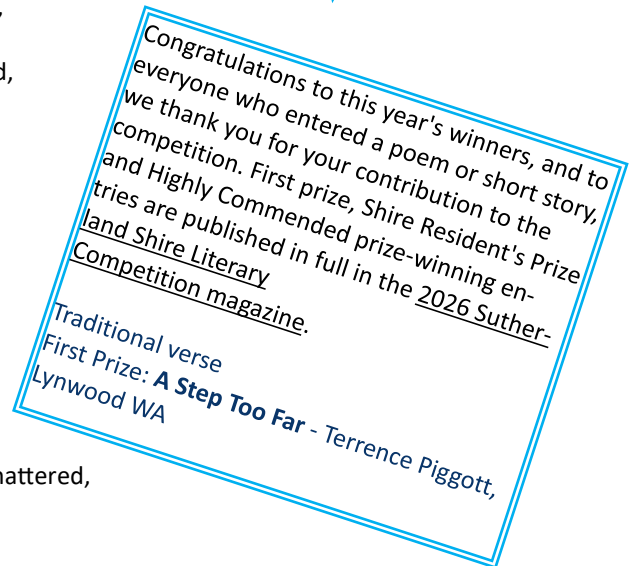 d,
Congratulations to this year's winners, and to
everyone who entered a poem or short story,
we thank you for your contribution to the
competition. First prize, Shire Resident's Prize
and Highly Commended prize-winning en-
tries are published in full in the 2026 Suther-
land Shire Literary
Competition magazine.
Traditional verse
First Prize: A Step Too Far - Terrence Piggott,
Lynwood WA
hattered,